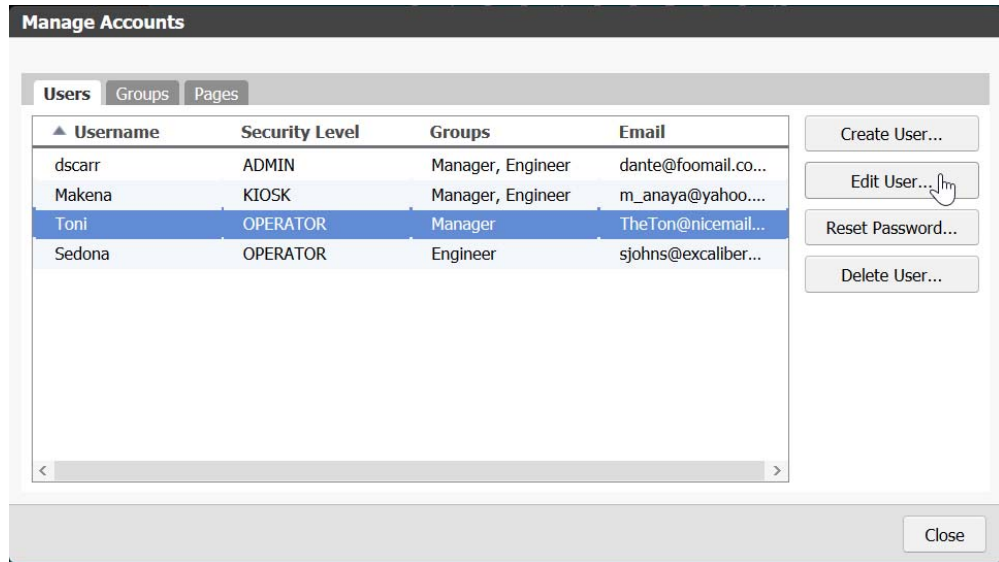 Manage Accounts
Users Groups Pages
Username Security Level Groups Email
dscarr ADMIN Manager, Engineer dante@foomail.co...
Makena KIOSK Manager, Engineer m_anaya@yahoo....
Toni OPERATOR Manager TheTon@nicemail...
Sedona OPERATOR Engineer sjohns@excaliber...
Create User...
Edit User...
Reset Password...
Delete User...
Close